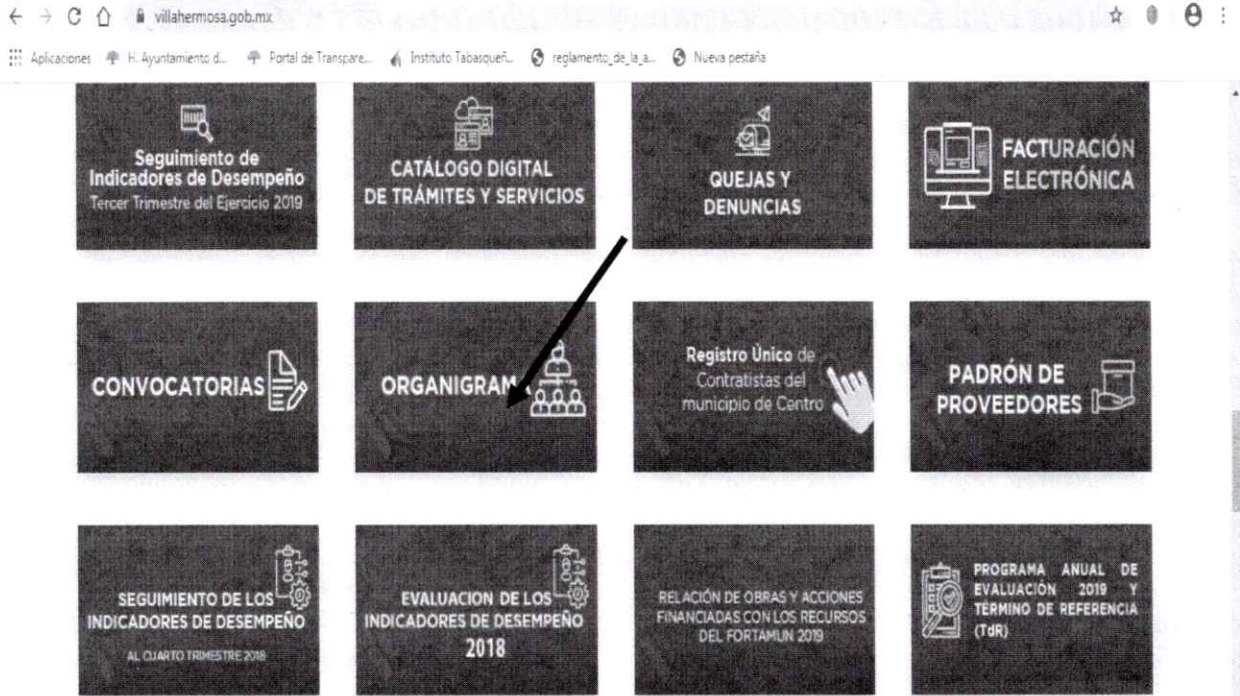 villahermosa.gob.mx
Aplicaciones H. Ayuntamiento d... Portal de Transpare... Instituto Tabasqueñ... reglamento_de_la_a... Nueva pestaña
Seguimiento de
Indicadores de Desempeño
Tercer Trimestre del Ejercicio 2019
CATÁLOGO DIGITAL
DE TRÁMITES Y SERVICIOS
QUEJAS Y
DENUNCIAS
FACTURACIÓN
ELECTRÓNICA
CONVOCATORIAS
ORGANIGRAM
Registro Único de
Contratistas del
municipio de Centro
PADRÓN DE
PROVEEDORES
SEGUIMIENTO DE LOS
INDICADORES DE DESEMPEÑO
AL CUARTO TRIMESTRE 2018
EVALUACION DE LOS
INDICADORES DE DESEMPEÑO
2018
RELACIÓN DE OBRAS Y ACCIONES
FINANCIADAS CON LOS RECURSOS
DEL FORTAMUN 2019
PROGRAMA ANUAL DE
EVALUACIÓN 2019 Y
TÉRMINO DE REFERENCIA
(TdR)